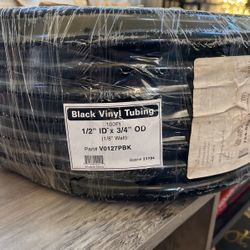 Black Vinyl Tubing
100Ft
1/2" ID x 3/4" OD
(1/8" Wall)
Part# V0127PBK